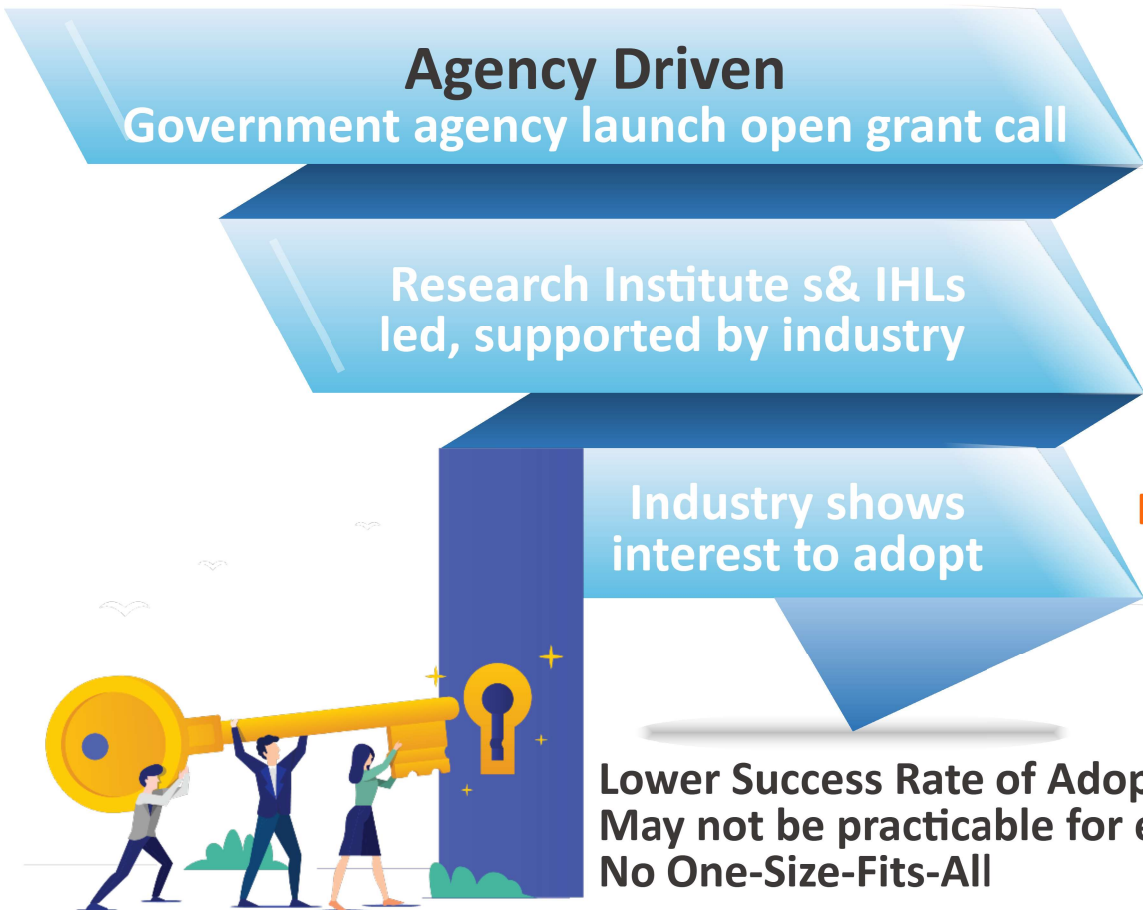 Agency Driven
Government agency launch open grant call
Research Institute s& IHLs
led, supported by industry
Industry shows
interest to adopt
Lower Success Rate of
May not be practicable for
No One-Size-Fits-All